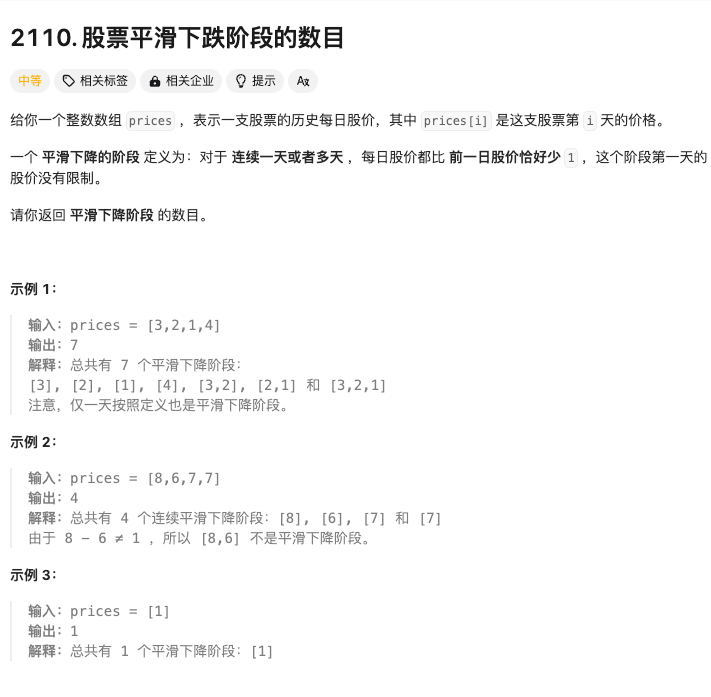 2110. 股票平滑下跌阶段的数目
中等 相关标签 相关企业 提示 Aあ
给你一个整数数组 prices ，表示一支股票的历史每日股价，其中 prices[i] 是这支股票第 i 天的价格。
一个 平滑下降的阶段 定义为：对于 连续一天或者多天 ，每日股价都比 前一日股价恰好少 1 ，这个阶段第一天的
股价没有限制。
请你返回 平滑下降阶段 的数目。
示例 1：
输入：prices = [3,2,1,4]
输出：7
解释：总共有 7 个平滑下降阶段：
[3], [2], [1], [4], [3,2], [2,1] 和 [3,2,1]
注意，仅一天按照定义也是平滑下降阶段。
示例 2：
输入：prices = [8,6,7,7]
输出：4
解释：总共有 4 个连续平滑下降阶段：[8], [6], [7] 和 [7]
由于 8 - 6 ≠ 1 ，所以 [8,6] 不是平滑下降阶段。
示例 3：
输入：prices = [1]
输出：1
解释：总共有 1 个平滑下降阶段：[1]